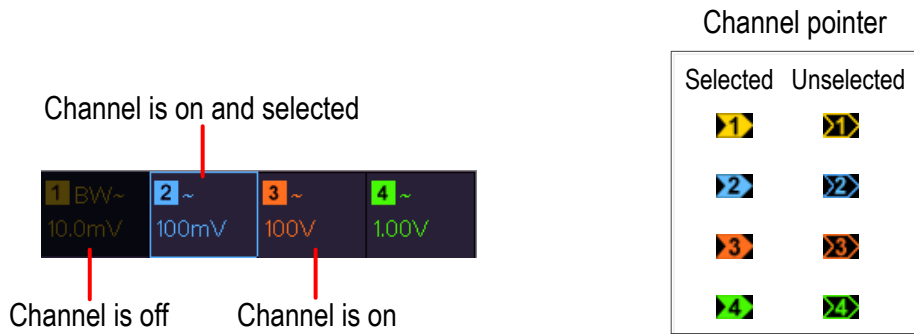 Channel pointer
Selected Unselected
1 1
2 2
3 3
4 4
Channel is on and selected
1 BW~ 2 ~ 3 ~ 4 ~
10.0mV 100mV 100V 1.00V
Channel is off Channel is on